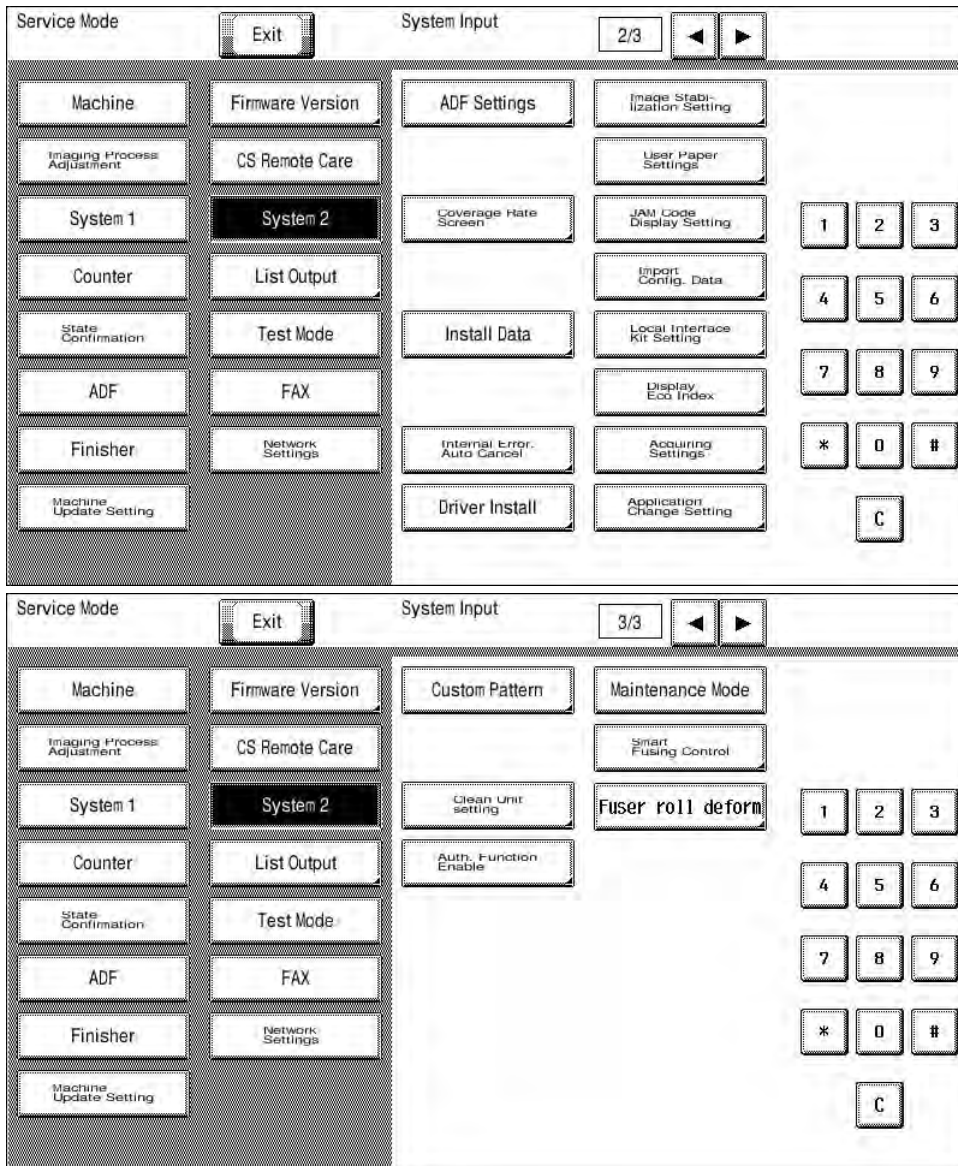 Service Mode
Exit
System Input
2/3
Machine
Firmware Version
ADF Settings
Image Stabi-
lization Setting
Imaging Process
Adjustment
CS Remote Care
User Paper
Settings
System 1
System 2
Coverage Rate
Screen
JAM Code
Display Setting
1 2 3
Counter
List Output
Import
Config. Data
4 5 6
State
Confirmation
Test Mode
Install Data
Local Interface
Kit Setting
ADF
FAX
Display
Eco Index
7 8 9
Finisher
Network
Settings
Internal Error.
Auto Cancel
Acquiring
Settings
* 0 #
Machine
Update Setting
Driver Install
Application
Change Setting
C
Service Mode
Exit
System Input
3/3
Machine
Firmware Version
Custom Pattern
Maintenance Mode
Imaging Process
Adjustment
CS Remote Care
Smart
Fusing Control
System 1
System 2
Clean Unit
setting
Fuser roll deform
1 2 3
Counter
List Output
Auth. Function
Enable
4 5 6
State
Confirmation
Test Mode
ADF
FAX
7 8 9
Finisher
Network
Settings
* 0 #
Machine
Update Setting
C